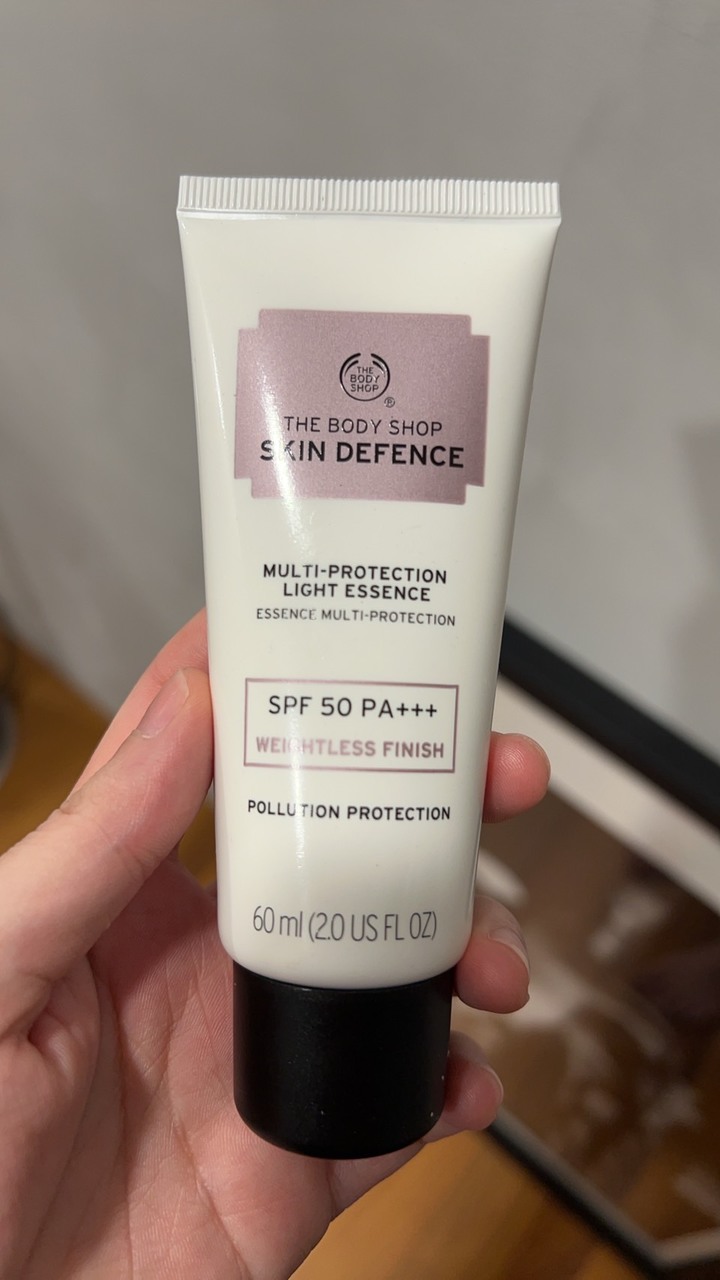 THE
BODY
SHOP
®
THE BODY SHOP
SKIN DEFENCE
MULTI-PROTECTION
LIGHT ESSENCE
ESSENCE MULTI-PROTECTION
SPF 50 PA+++
WEIGHTLESS FINISH
POLLUTION PROTECTION
60 ml (2.0 US FL OZ)